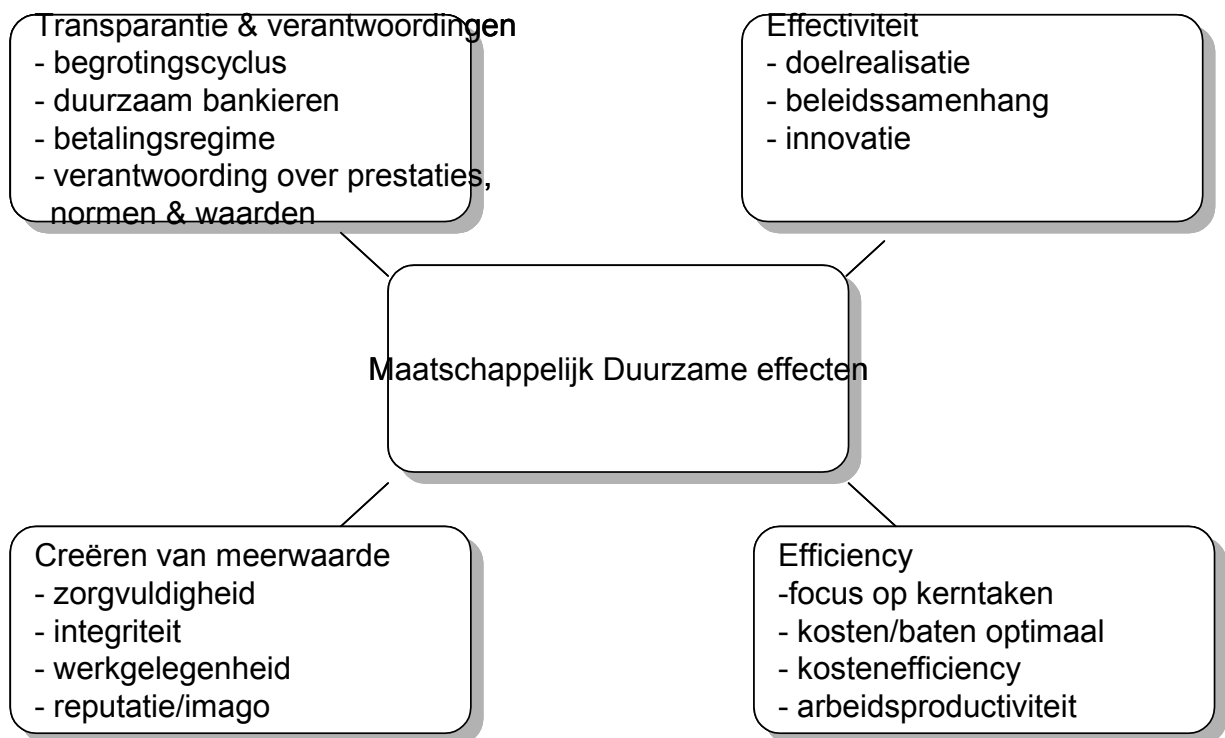 Transparantie & verantwoordingen
- begrotingscyclus
- duurzaam bankieren
- betalingsregime
- verantwoording over prestaties,
normen & waarden
Effectiviteit
- doelrealisatie
- beleidssamenhang
- innovatie
Maatschappelijk Duurzame effecten
Creëren van meerwaarde
- zorgvuldigheid
- integriteit
- werkgelegenheid
- reputatie/imago
Efficiency
-focus op kerntaken
- kosten/baten optimaal
- kostenefficiency
- arbeidsproductiviteit